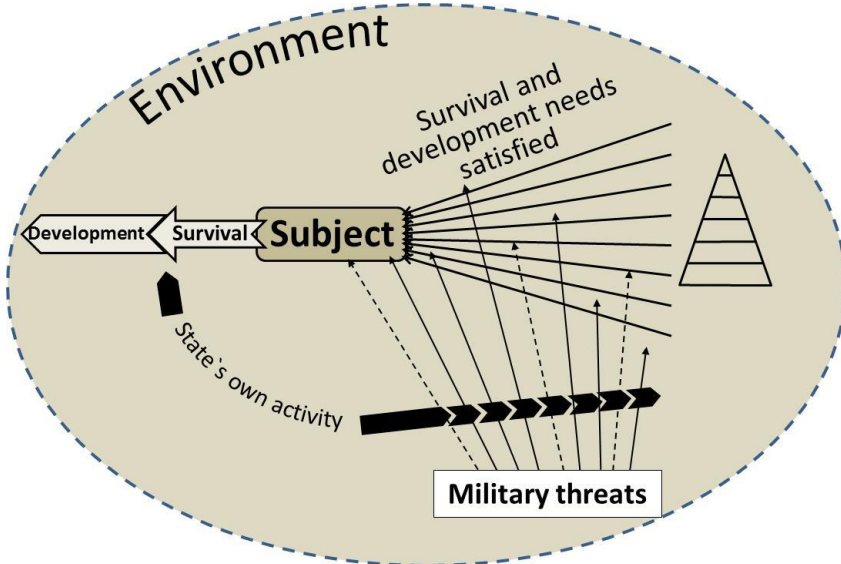 Environment
Survival and
development needs
satisfied
Development
Survival
Subject
State`s own activity
Military threats